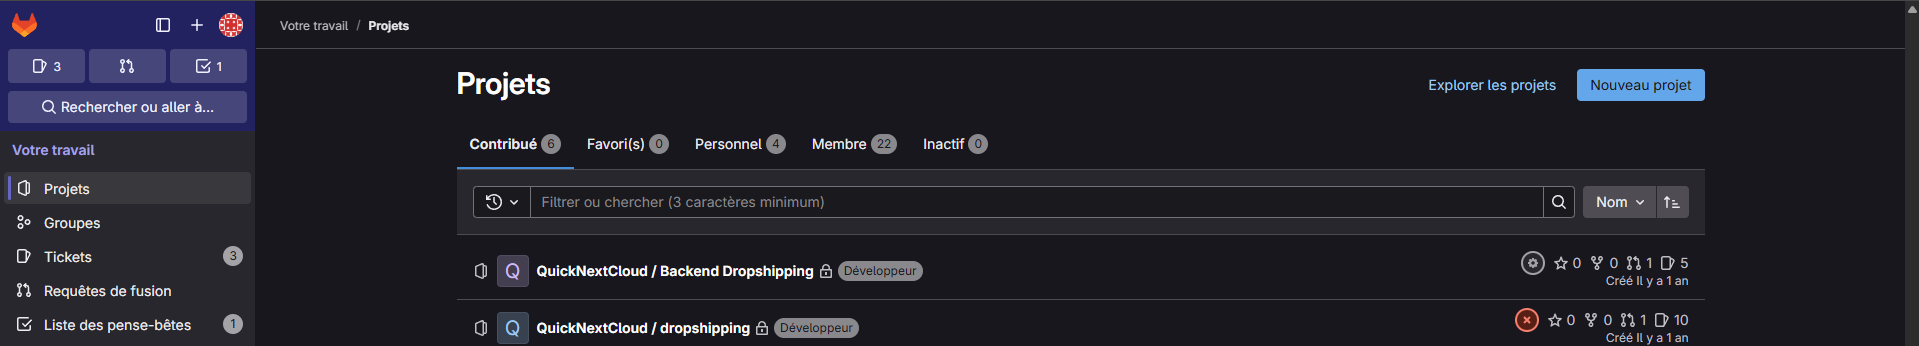 Votre travail / Projets
3
1
Rechercher ou aller à...
Votre travail
Projets
Groupes
Tickets 3
Requêtes de fusion
Liste des pense-bêtes 1
Projets
Explorer les projets
Nouveau projet
Contribué 6 Favori(s) 0 Personnel 4 Membre 22 Inactif 0
Filtrer ou chercher (3 caractères minimum)
Nom
Q QuickNextCloud / Backend Dropshipping Développeur
0 0 1 5
Créé Il y a 1 an
Q QuickNextCloud / dropshipping Développeur
0 0 1 10
Créé Il y a 1 an